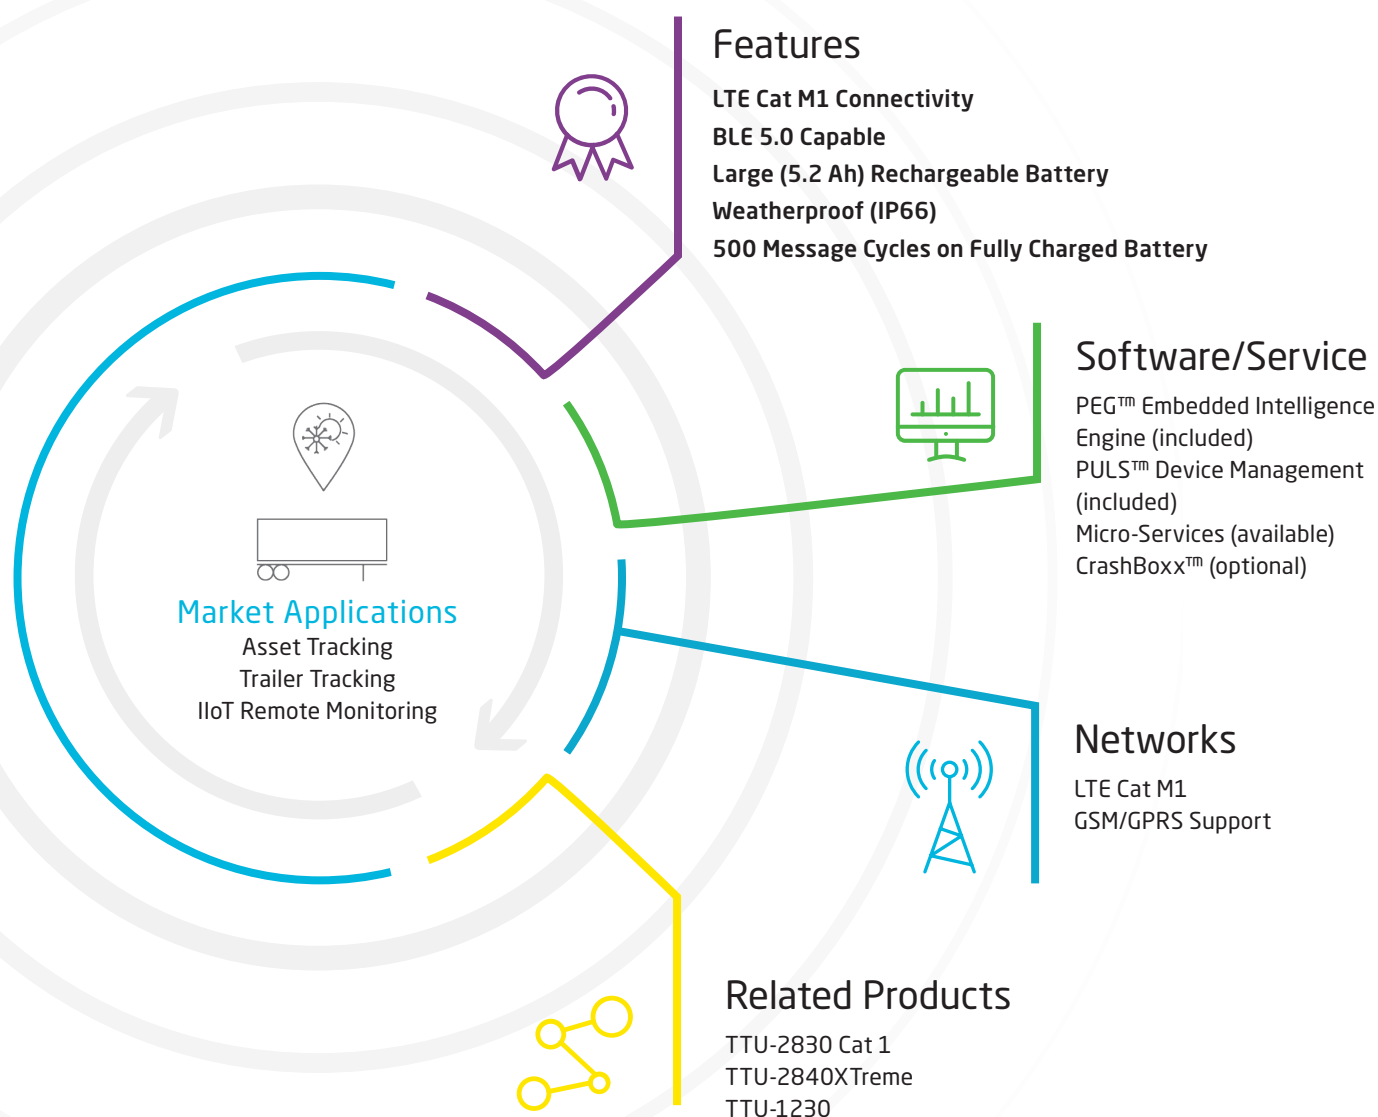 Features
LTE Cat M1 Connectivity
BLE 5.0 Capable
Large (5.2 Ah) Rechargeable Battery
Weatherproof (IP66)
500 Message Cycles on Fully Charged Battery
Software/Service
PEG™ Embedded Intelligence
Engine (included)
PULS™ Device Management
(included)
Micro-Services (available)
CrashBoxx™ (optional)
Market Applications
Asset Tracking
Trailer Tracking
IIoT Remote Monitoring
Networks
LTE Cat M1
GSM/GPRS Support
Related Products
TTU-2830 Cat 1
TTU-2840XTreme
TTU-1230